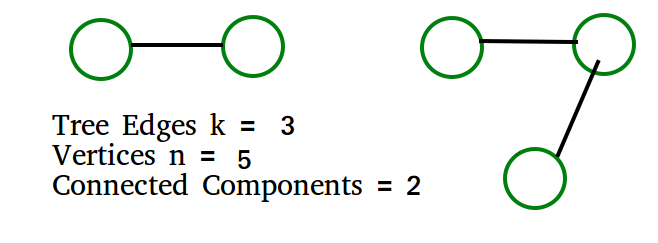 Tree Edges k = 3
Vertices n = 5
Connected Components = 2